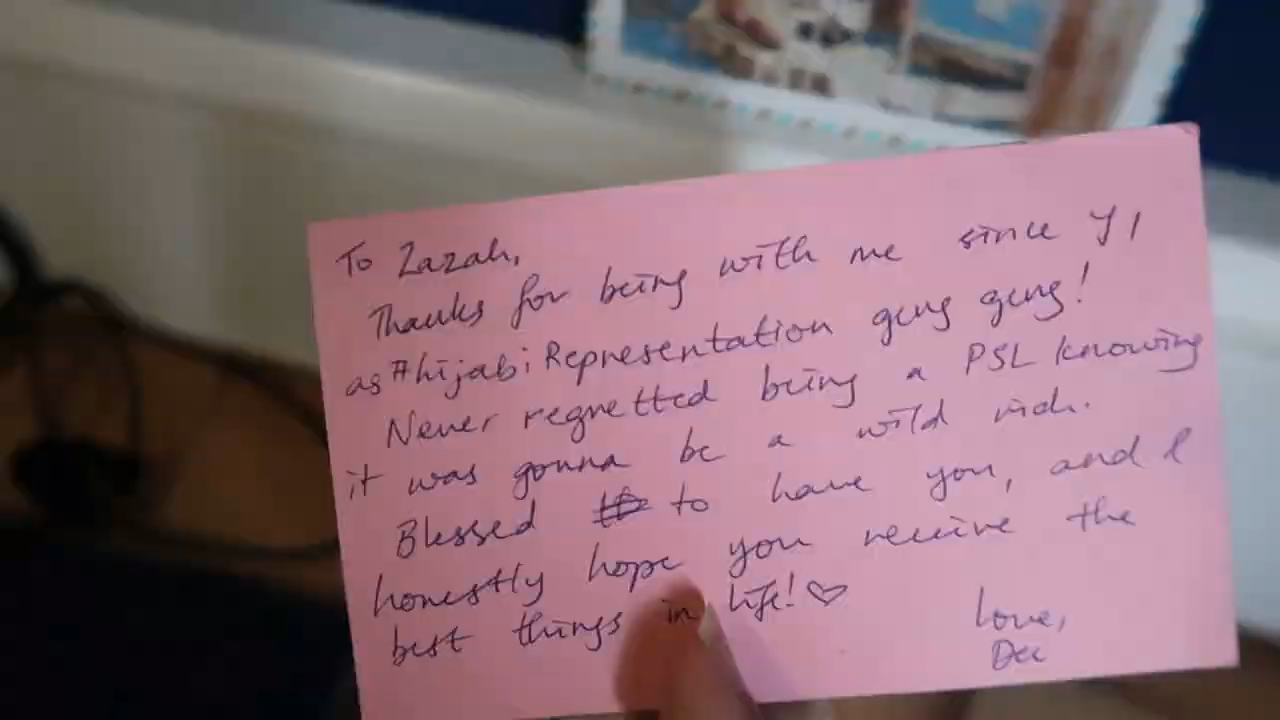 To Zazah,
Thanks for being with me since Y1
as #hijabiRepresentation geng geng!
Never regretted being a PSL knowing
it was gonna be a wild ride.
Blessed to have you, and I
honestly hope you receive the
best things in life! ♡
Love,
Dee